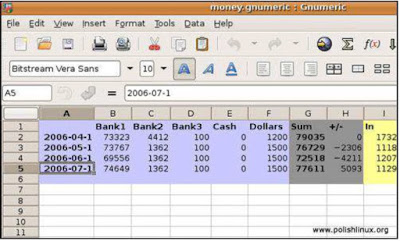 money.gnumeric : Gnumeric
File Edit View Insert Format Tools Data Help
Bitstream Vera Sans 10 A A A
A5 = 2006-07-1
A B C D E F G H I
1 Bank1 Bank2 Bank3 Cash Dollars Sum +/- In
2 2006-04-1 73323 4412 100 0 1200 79035 0 1732
3 2006-05-1 73767 1362 100 0 1500 76729 −2306 1118
4 2006-06-1 69556 1362 100 0 1500 72518 −4211 1207
5 2006-07-1 74649 1362 100 0 1500 77611 5093 1129
6
7
8
9
10
11
www.polishlinux.org